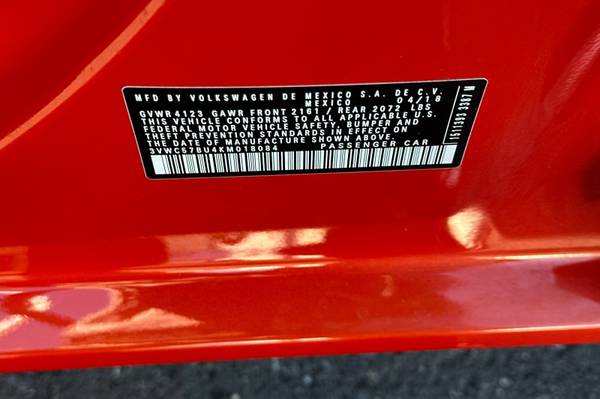 MFD BY VOLKSWAGEN DE MEXICO S.A. DE C.V.
MEXICO 04/18
GVWR 4123 GAWR FRONT 2161 / REAR 2072 LBS
THIS VEHICLE CONFORMS TO ALL APPLICABLE U.S.
FEDERAL MOTOR VEHICLE SAFETY, BUMPER AND
THEFT PREVENTION STANDARDS IN EFFECT ON
THE DATE OF MANUFACTURE SHOWN ABOVE.
3VWC57BU4KM018084 PASSENGER CAR
1511393 3387 M